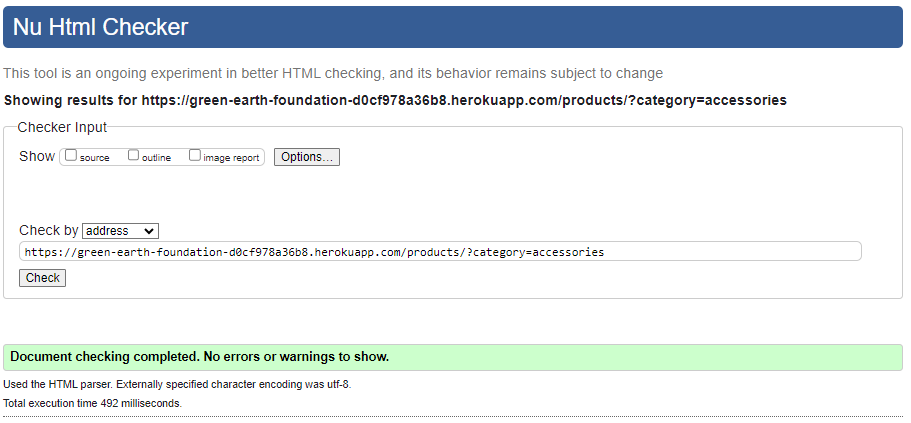 Nu Html Checker
This tool is an ongoing experiment in better HTML checking, and its behavior remains subject to change
Showing results for https://green-earth-foundation-d0cf978a36b8.herokuapp.com/products/?category=accessories
Checker Input
Show source outline image report Options...
Check by address
https://green-earth-foundation-d0cf978a36b8.herokuapp.com/products/?category=accessories
Check
Document checking completed. No errors or warnings to show.
Used the HTML parser. Externally specified character encoding was utf-8.
Total execution time 492 milliseconds.